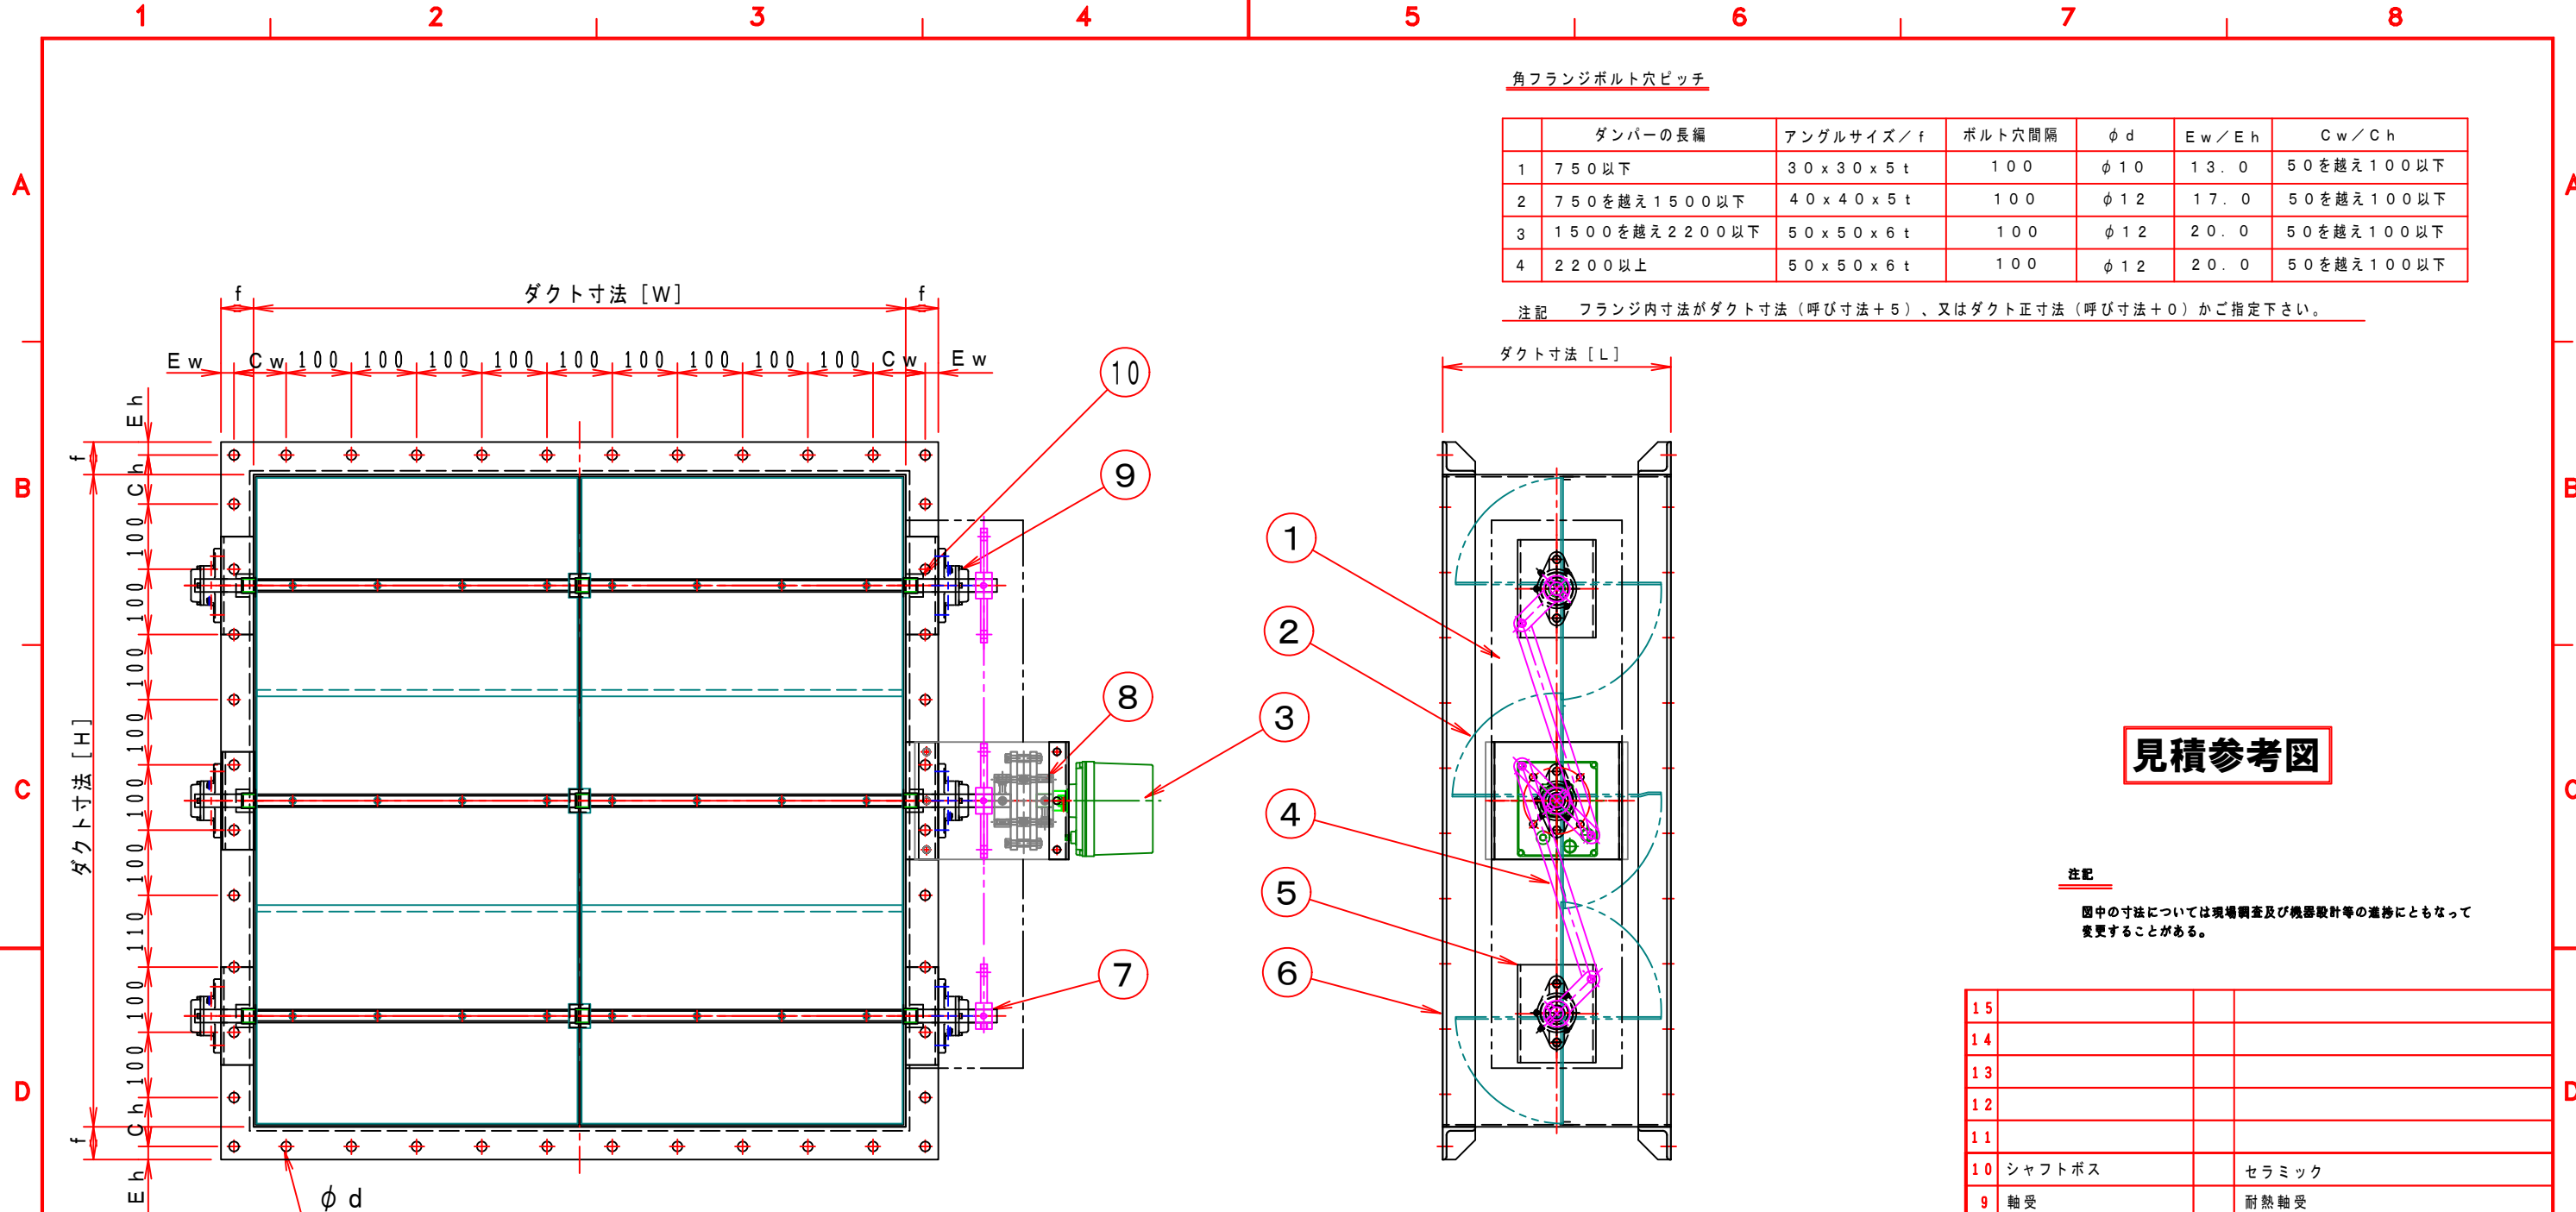 1 2 3 4 5 6 7 8
角フランジボルト穴ピッチ
ダンパーの長編 アングルサイズ／f ボルト穴間隔 φd Ew／Eh Cw／Ch
1 750以下 30x30x5t 100 φ10 13.0 50を越え100以下
2 750を越え1500以下 40x40x5t 100 φ12 17.0 50を越え100以下
3 1500を越え2200以下 50x50x6t 100 φ12 20.0 50を越え100以下
4 2200以上 50x50x6t 100 φ12 20.0 50を越え100以下
注記 フランジ内寸法がダクト寸法（呼び寸法＋5）、又はダクト正寸法（呼び寸法＋0）かご指定下さい。
A A
f ダクト寸法［W］ f
Ew Cw 100 100 100 100 100 100 100 100 100 Cw Ew
ダクト寸法［L］
Eh
f
Ch
100
100
100
100
100
100
110
100
100
Ch
f
Eh
ダクト寸法［H］
B B
C C
D D
10
9
8
3
7
1
2
4
5
6
φd
見積参考図
注記
図中の寸法については現場調査及び機器設計等の進捗にともなって
変更することがある。
15
14
13
12
11
10 シャフトボス セラミック
9 軸受 耐熱軸受